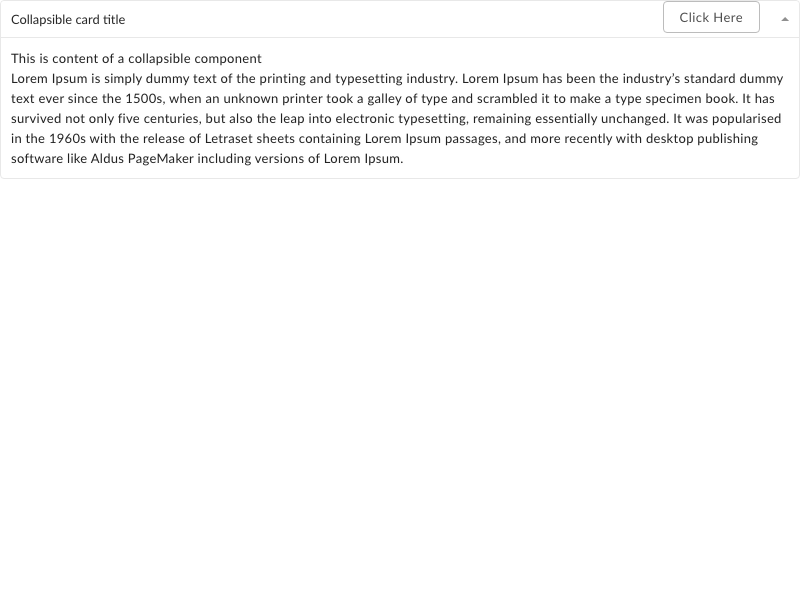 Collapsible card title
Click Here
This is content of a collapsible component
Lorem Ipsum is simply dummy text of the printing and typesetting industry. Lorem Ipsum has been the industry’s standard dummy
text ever since the 1500s, when an unknown printer took a galley of type and scrambled it to make a type specimen book. It has
survived not only five centuries, but also the leap into electronic typesetting, remaining essentially unchanged. It was popularised
in the 1960s with the release of Letraset sheets containing Lorem Ipsum passages, and more recently with desktop publishing
software like Aldus PageMaker including versions of Lorem Ipsum.